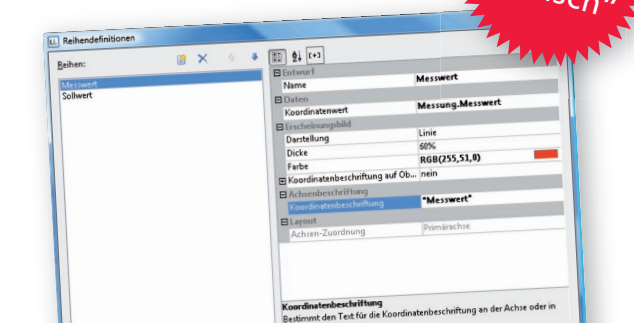 isch"
LL Reihendefinitionen
Reihen:
Messwert
Sollwert
Entwurf
Name Messwert
Daten
Koordinatenwert Messung.Messwert
Erscheinungsbild
Darstellung Linie
Dicke 60%
Farbe RGB(255,51,0)
Koordinatenbeschriftung auf Ob... nein
Achsenbeschriftung
Koordinatenbeschriftung "Messwert"
Layout
Achsen-Zuordnung Primärachse
Koordinatenbeschriftung
Bestimmt den Text für die Koordinatenbeschriftung an der Achse oder in